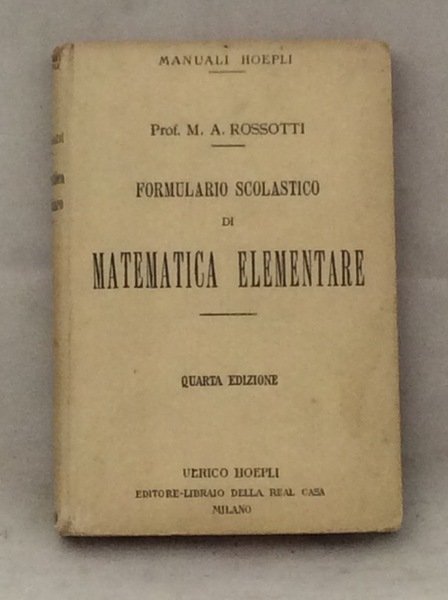 MANUALI HOEPLI
Prof. M. A. ROSSOTTI
FORMULARIO SCOLASTICO
DI
MATEMATICA ELEMENTARE
QUARTA EDIZIONE
ULRICO HOEPLI
EDITORE-LIBRAIO DELLA REAL CASA
MILANO